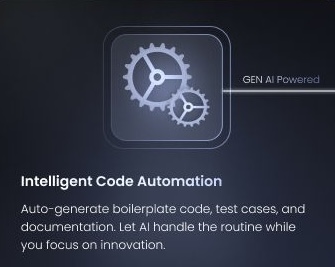 GEN AI Powered
Intelligent Code Automation
Auto-generate boilerplate code, test cases, and
documentation. Let AI handle the routine while
you focus on innovation.